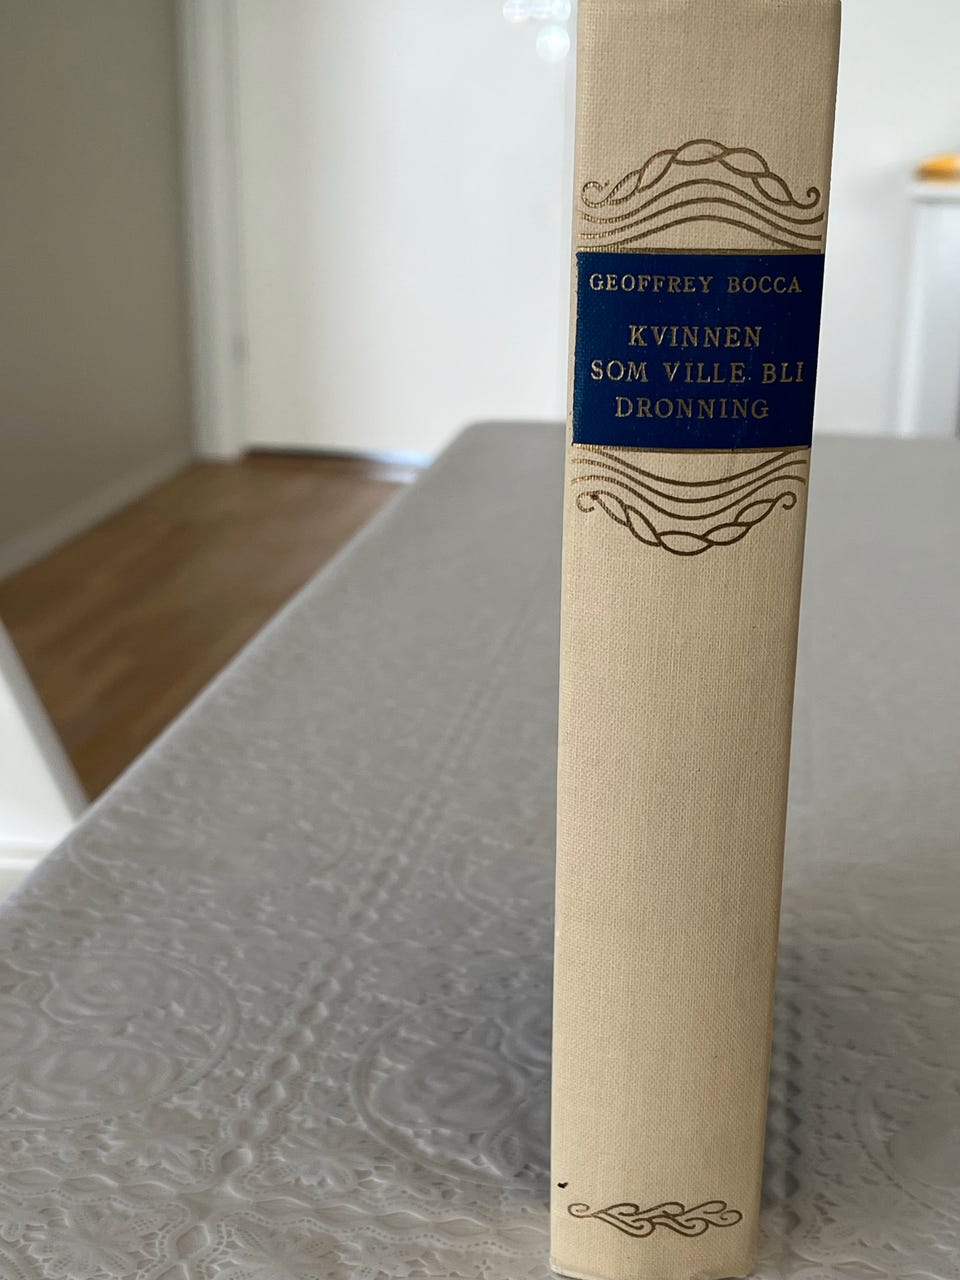 GEOFFREY BOCCA
KVINNEN
SOM VILLE BLI
DRONNING